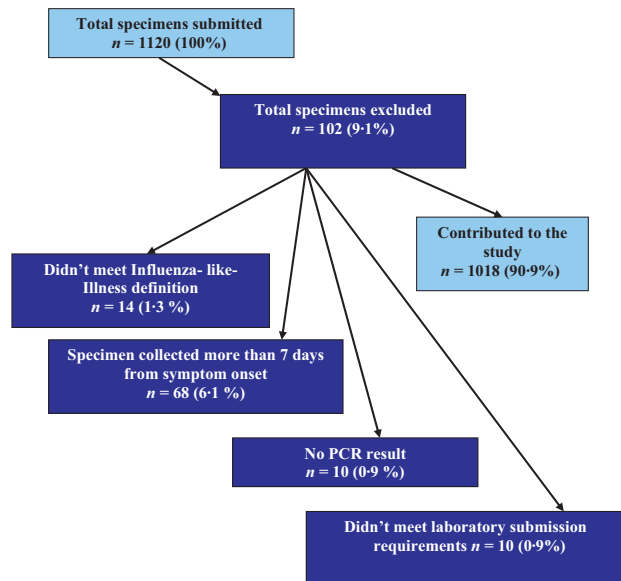 Total specimens submitted
n = 1120 (100%)
Total specimens excluded
n = 102 (9·1%)
Contributed to the
study
n = 1018 (90·9%)
Didn't meet Influenza- like-
Illness definition
n = 14 (1·3 %)
Specimen collected more than 7 days
from symptom onset
n = 68 (6·1 %)
No PCR result
n = 10 (0·9 %)
Didn't meet laboratory submission
requirements n = 10 (0·9%)